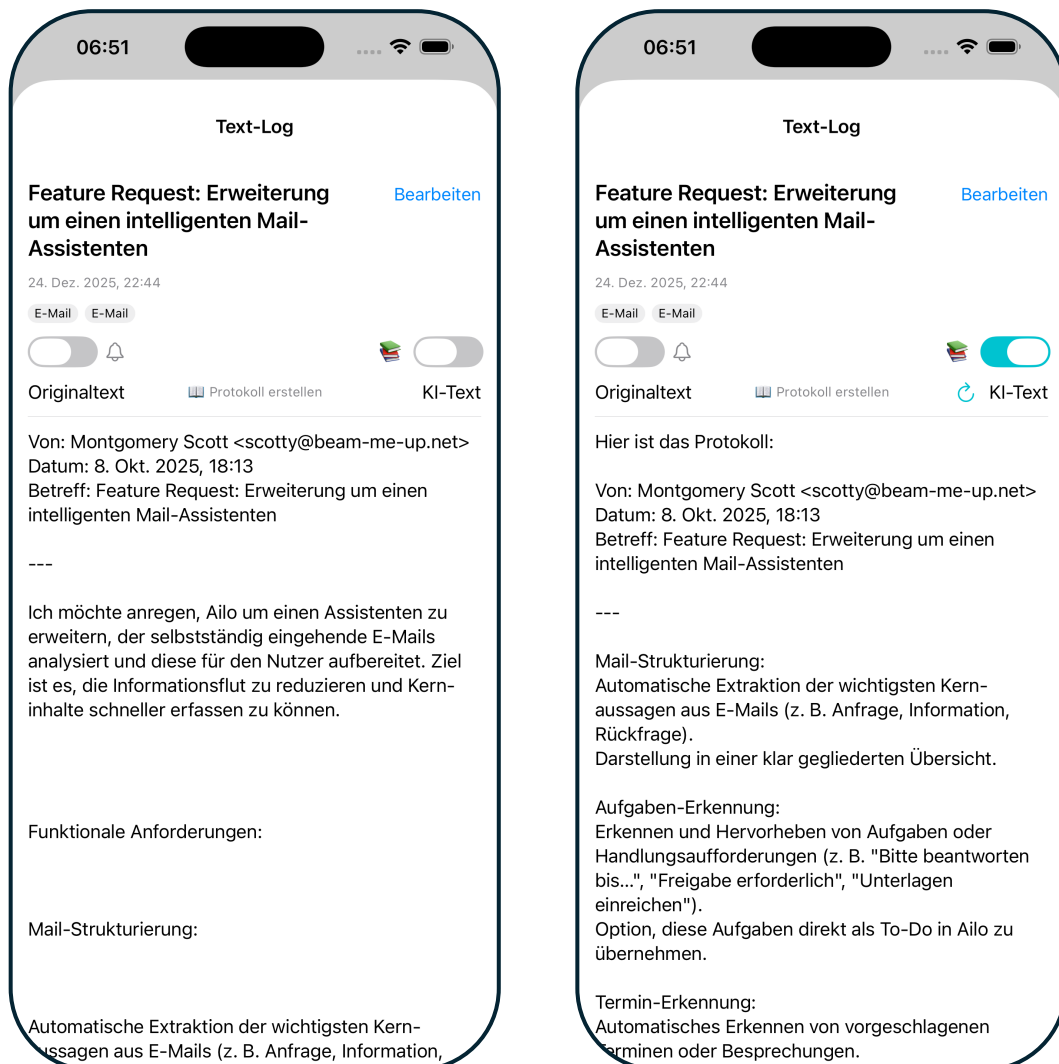 06:51
Text-Log
Feature Request: Erweiterung
um einen intelligenten Mail-
Assistenten
Bearbeiten
24. Dez. 2025, 22:44
E-Mail E-Mail
Originaltext
Protokoll erstellen
KI-Text
Von: Montgomery Scott <scotty@beam-me-up.net>
Datum: 8. Okt. 2025, 18:13
Betreff: Feature Request: Erweiterung um einen
intelligenten Mail-Assistenten
---
Ich möchte anregen, Ailo um einen Assistenten zu
erweitern, der selbstständig eingehende E-Mails
analysiert und diese für den Nutzer aufbereitet. Ziel
ist es, die Informationsflut zu reduzieren und Kern-
inhalte schneller erfassen zu können.
Funktionale Anforderungen:
Mail-Strukturierung:
Automatische Extraktion der wichtigsten Kern-
aussagen aus E-Mails (z. B. Anfrage, Information,
06:51
Text-Log
Feature Request: Erweiterung
um einen intelligenten Mail-
Assistenten
Bearbeiten
24. Dez. 2025, 22:44
E-Mail E-Mail
Originaltext
Protokoll erstellen
KI-Text
Hier ist das Protokoll:
Von: Montgomery Scott <scotty@beam-me-up.net>
Datum: 8. Okt. 2025, 18:13
Betreff: Feature Request: Erweiterung um einen
intelligenten Mail-Assistenten
---
Mail-Strukturierung:
Automatische Extraktion der wichtigsten Kern-
aussagen aus E-Mails (z. B. Anfrage, Information,
Rückfrage).
Darstellung in einer klar gegliederten Übersicht.
Aufgaben-Erkennung:
Erkennen und Hervorheben von Aufgaben oder
Handlungsaufforderungen (z. B. "Bitte beantworten
bis...", "Freigabe erforderlich", "Unterlagen
einreichen").
Option, diese Aufgaben direkt als To-Do in Ailo zu
übernehmen.
Termin-Erkennung:
Automatisches Erkennen von vorgeschlagenen
Terminen oder Besprechungen.